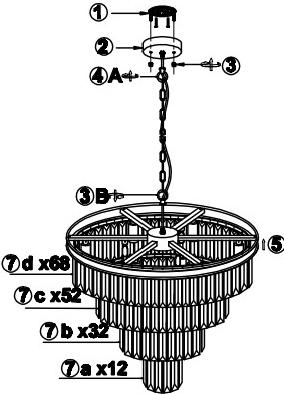 ①
②
③
④A
③B
⑤
⑦d x68
⑦c x52
⑦b x32
⑦a x12